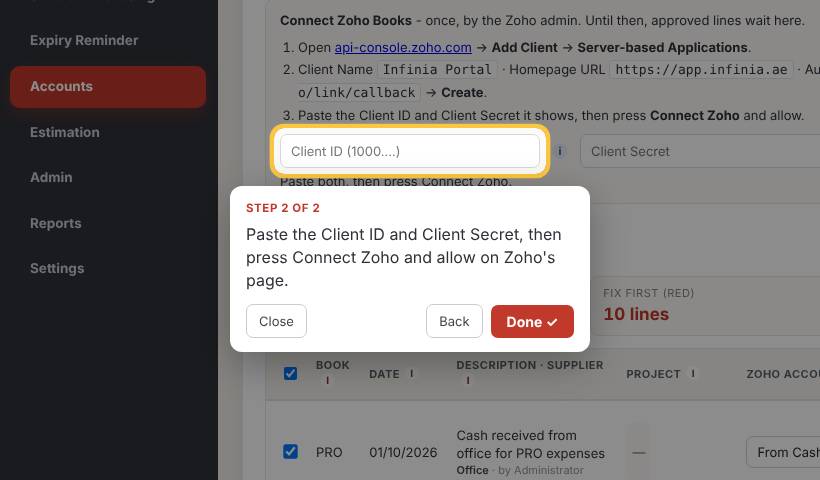 Connect Zoho Books - once, by the Zoho admin. Until then, approved lines wait here.
Expiry Reminder
1. Open api-console.zoho.com → Add Client → Server-based Applications.
2. Client Name Infinia Portal · Homepage URL https://app.infinia.ae · Au
Accounts
o/link/callback → Create.
3. Paste the Client ID and Client Secret it shows, then press Connect Zoho and allow.
Estimation
Client ID (1000....) i Client Secret
Admin
Paste both, then press Connect Zoho.
STEP 2 OF 2
Reports
Paste the Client ID and Client Secret, then
press Connect Zoho and allow on Zoho's
page.
Settings
FIX FIRST (RED)
10 lines
Close Back Done ✓
BOOK i DATE i DESCRIPTION · SUPPLIER i PROJECT i ZOHO ACCOU
PRO 01/10/2026 Cash received from — From Cash
office for PRO expenses
Office · by Administrator